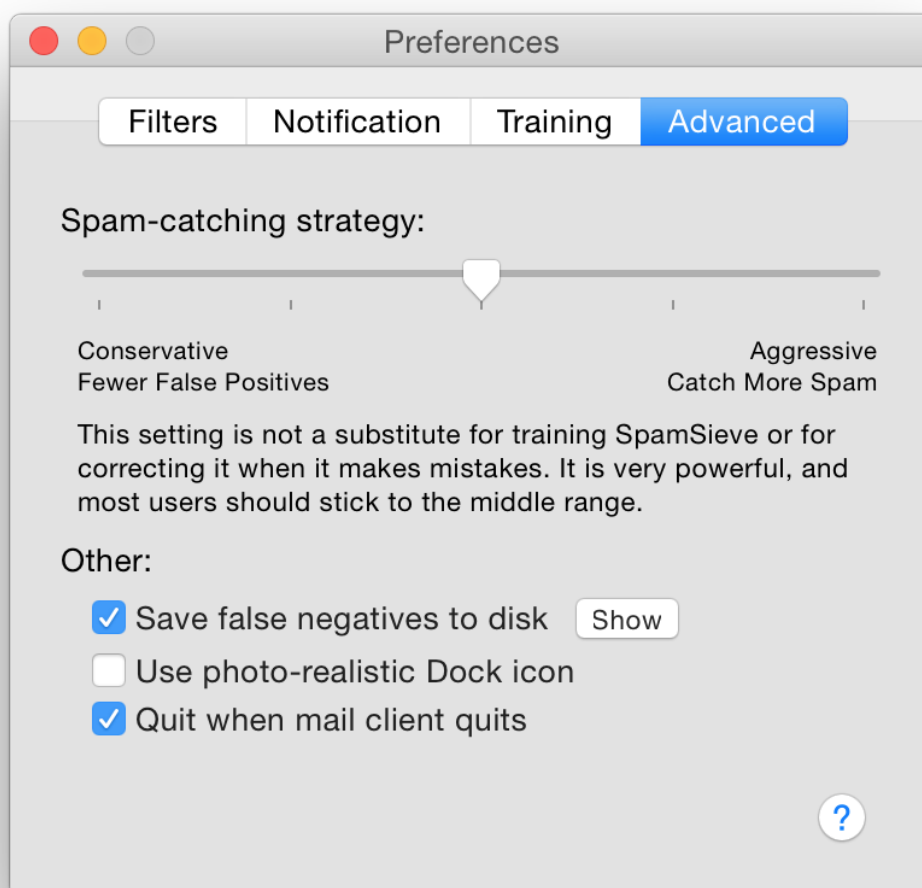 Preferences
Filters Notification Training Advanced
Spam-catching strategy:
Conservative Aggressive
Fewer False Positives Catch More Spam
This setting is not a substitute for training SpamSieve or for
correcting it when it makes mistakes. It is very powerful, and
most users should stick to the middle range.
Other:
Save false negatives to disk Show
Use photo-realistic Dock icon
Quit when mail client quits
?